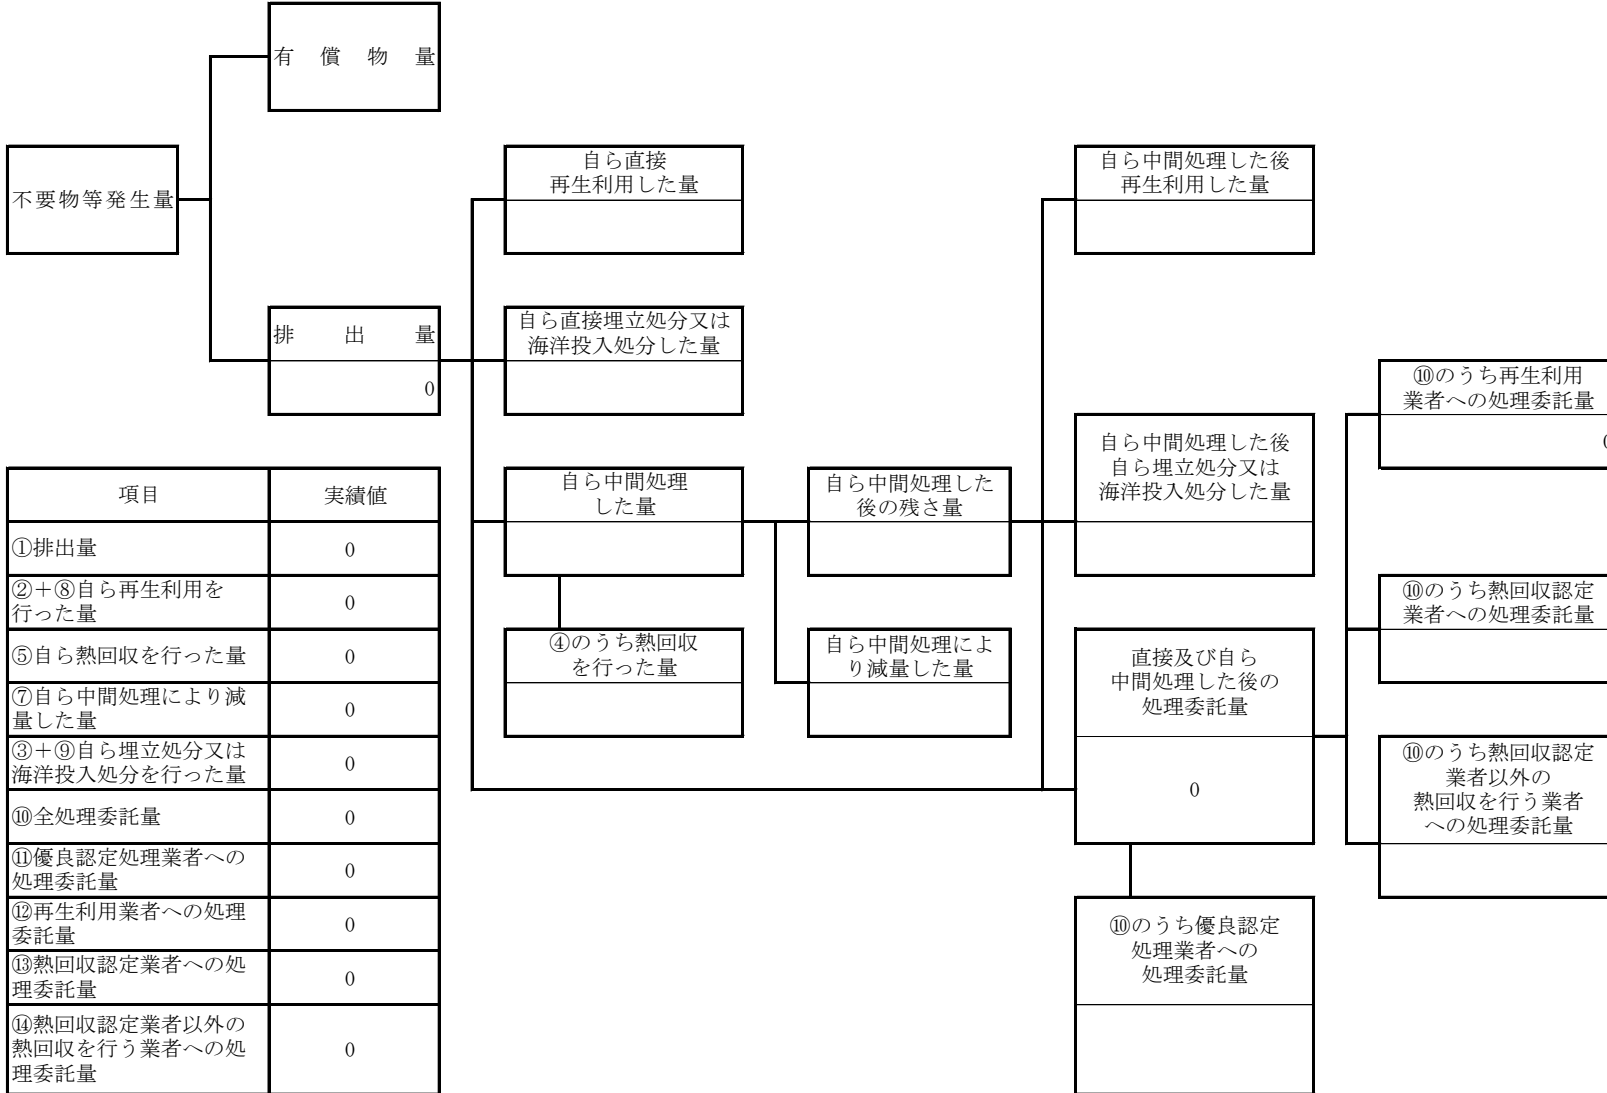 有償物量
不要物等発生量
自ら直接
再生利用した量
自ら中間処理した後
再生利用した量
排出量
0
自ら直接埋立処分又は
海洋投入処分した量
⑩のうち再生利用
業者への処理委託量
0
自ら中間処理した後
自ら埋立処分又は
海洋投入処分した量
自ら中間処理
した量
自ら中間処理した
後の残さ量
⑩のうち熱回収認定
業者への処理委託量
④のうち熱回収
を行った量
自ら中間処理によ
り減量した量
直接及び自ら
中間処理した後の
処理委託量
0
⑩のうち熱回収認定
業者以外の
熱回収を行う業者
への処理委託量
⑩のうち優良認定
処理業者への
処理委託量
項目 実績値
①排出量 0
②＋⑧自ら再生利用を
行った量 0
⑤自ら熱回収を行った量 0
⑦自ら中間処理により減
量した量 0
③＋⑨自ら埋立処分又は
海洋投入処分を行った量 0
⑩全処理委託量 0
⑪優良認定処理業者への
処理委託量 0
⑫再生利用業者への処理
委託量 0
⑬熱回収認定業者への処
理委託量 0
⑭熱回収認定業者以外の
熱回収を行う業者への処
理委託量 0